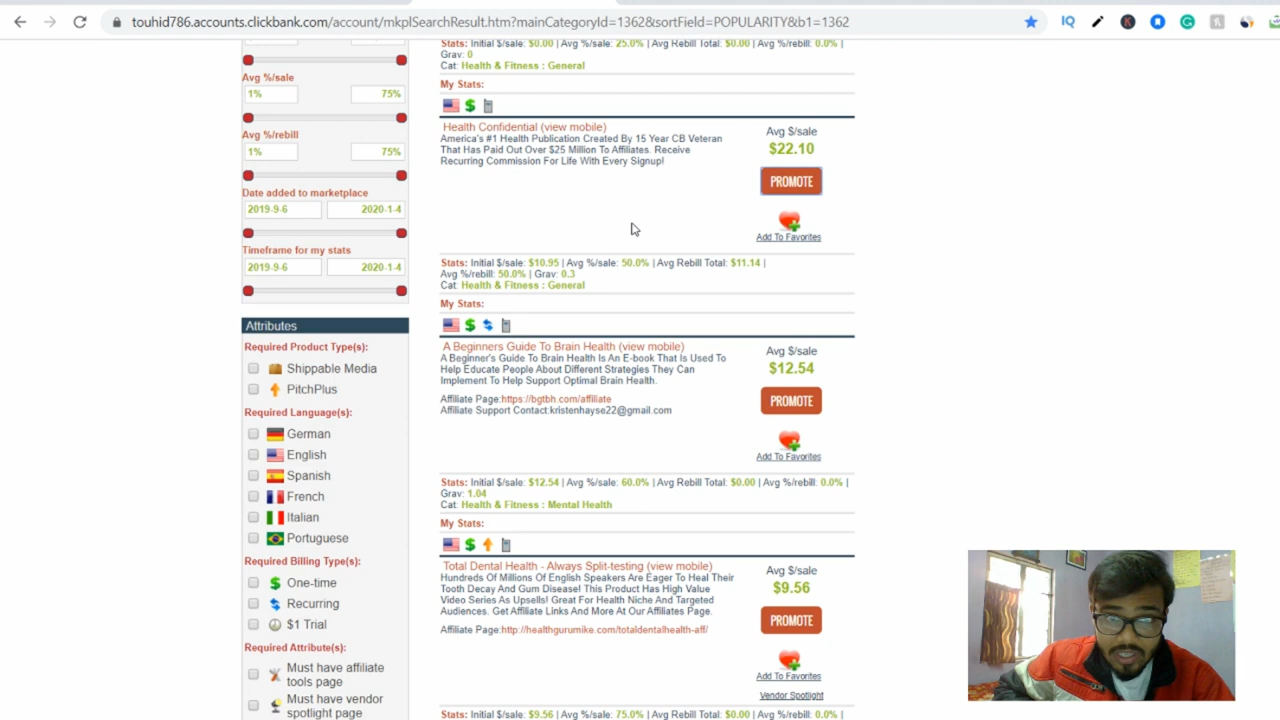 touhid786.accounts.clickbank.com/account/mkplSearchResult.htm?mainCategoryId=1362&sortField=POPULARITY&b1=1362
Avg %/sale
1% 75%
Avg %/rebill
1% 75%
Date added to marketplace
2019-9-6 2020-1-4
Timeframe for my stats
2019-9-6 2020-1-4
Attributes
Required Product Type(s):
Shippable Media
PitchPlus
Required Language(s):
German
English
Spanish
French
Italian
Portuguese
Required Billing Type(s):
One-time
Recurring
$1 Trial
Required Attribute(s):
Must have affiliate
tools page
Must have vendor
spotlight page
Stats: Initial $/sale: $0.00 | Avg %/sale: 25.0% | Avg Rebill Total: $0.00 | Avg %/rebill: 0.0% |
Grav: 0
Cat: Health & Fitness : General
My Stats:
Health Confidential (view mobile)
America's #1 Health Publication Created By 15 Year CB Veteran
That Has Paid Out Over $25 Million To Affiliates. Receive
Recurring Commission For Life With Every Signup!
Avg $/sale
$22.10
PROMOTE
Add To Favorites
Stats: Initial $/sale: $10.95 | Avg %/sale: 50.0% | Avg Rebill Total: $11.14 |
Avg %/rebill: 50.0% | Grav: 0.3
Cat: Health & Fitness : General
My Stats:
A Beginners Guide To Brain Health (view mobile)
A Beginner's Guide To Brain Health Is An E-book That Is Used To
Help Educate People About Different Strategies They Can
Implement To Help Support Optimal Brain Health.
Affiliate Page:https://bgtbh.com/affiliate
Affiliate Support Contact:kristenhayse22@gmail.com
Avg $/sale
$12.54
PROMOTE
Add To Favorites
Stats: Initial $/sale: $12.54 | Avg %/sale: 60.0% | Avg Rebill Total: $0.00 | Avg %/rebill: 0.0% |
Grav: 1.04
Cat: Health & Fitness : Mental Health
My Stats:
Total Dental Health - Always Split-testing (view mobile)
Hundreds Of Millions Of English Speakers Are Eager To Heal Their
Tooth Decay And Gum Disease! This Product Has High Value
Video Series As Upsells! Great For Health Niche And Targeted
Audiences. Get Affiliate Links And More At Our Affiliates Page.
Affiliate Page:http://healthgurumike.com/totaldentalhealth-aff/
Avg $/sale
$9.56
PROMOTE
Add To Favorites
Vendor Spotlight
Stats: Initial $/sale: $9.56 | Avg %/sale: 75.0% | Avg Rebill Total: $0.00 | Avg %/rebill: 0.0% |